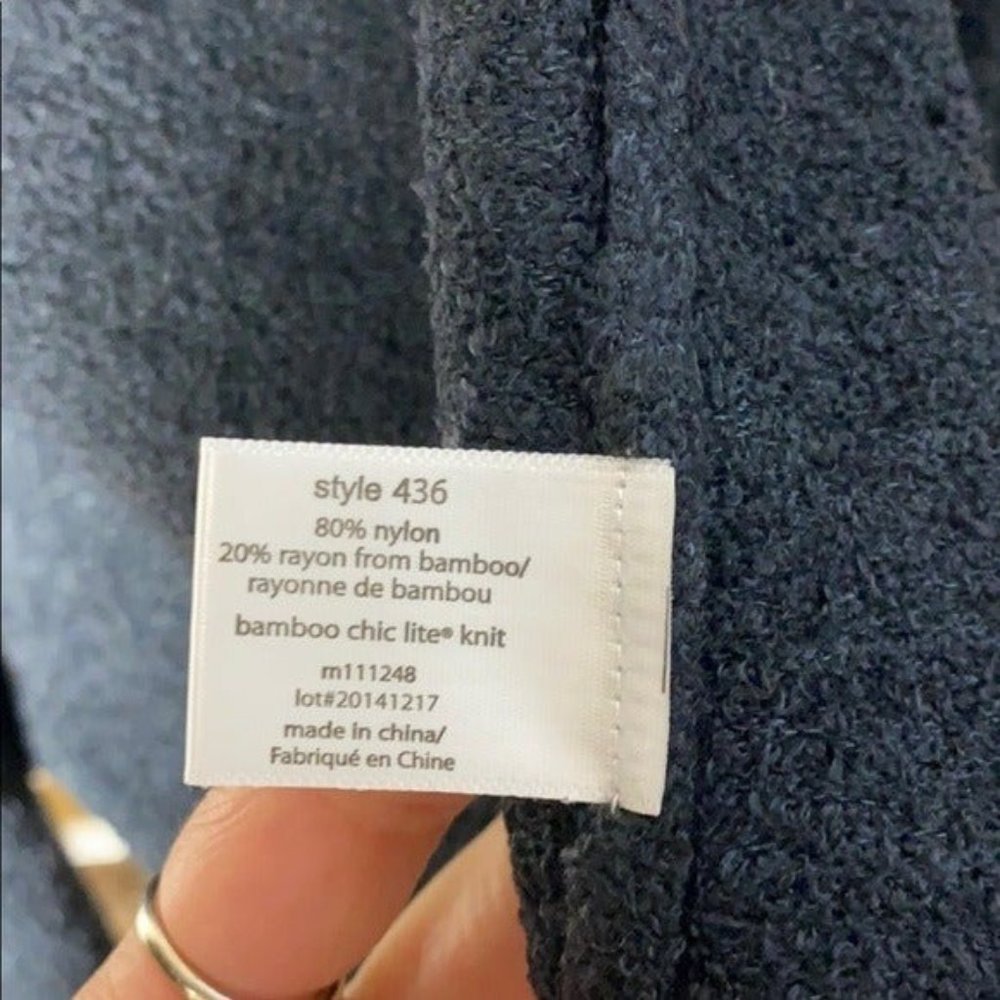 style 436
80% nylon
20% rayon from bamboo/
rayonne de bambou
bamboo chic lite® knit
rn111248
lot#20141217
made in china/
Fabriqué en Chine